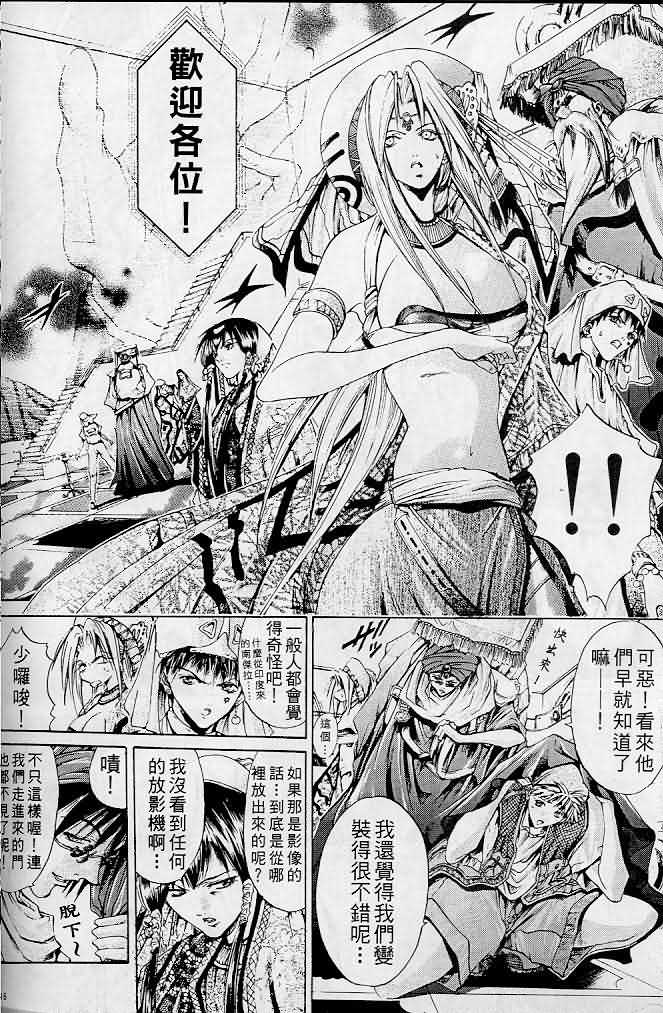 歡迎各位！
！！
可惡！看來他
們早就知道了
嘛——！
快出來！
這個…
我還覺得我們變
裝得很不錯呢…
一般人都會覺
得奇怪吧！
什麼從印度來
的南傑拉……
少囉唆！
如果那是影像的
話…到底是從哪
裡放出來的呢？
我沒看到任何
的放影機啊…
嘖！
不只這樣喔！連
我們走進來的門
也都不見了呢！
脫下～